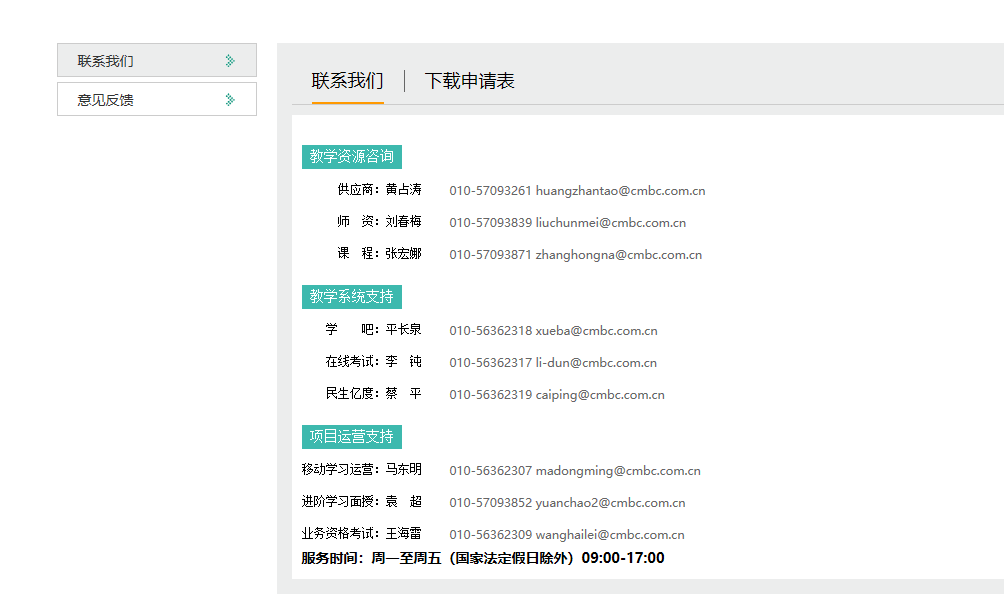 联系我们
意见反馈
联系我们 | 下载申请表
教学资源咨询
供应商：黄占涛 010-57093261 huangzhantao@cmbc.com.cn
师 资：刘春梅 010-57093839 liuchunmei@cmbc.com.cn
课 程：张宏娜 010-57093871 zhanghongna@cmbc.com.cn
教学系统支持
学 吧：平长泉 010-56362318 xueba@cmbc.com.cn
在线考试：李 钝 010-56362317 li-dun@cmbc.com.cn
民生亿度：蔡 平 010-56362319 caiping@cmbc.com.cn
项目运营支持
移动学习运营：马东明 010-56362307 madongming@cmbc.com.cn
进阶学习面授：袁 超 010-57093852 yuanchao2@cmbc.com.cn
业务资格考试：王海雷 010-56362309 wanghailei@cmbc.com.cn
服务时间：周一至周五（国家法定假日除外）09:00-17:00